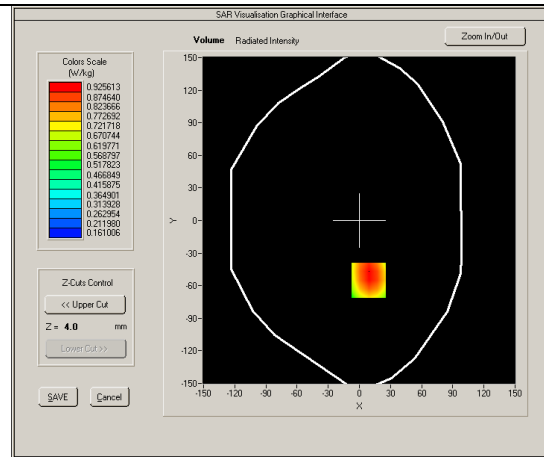 SAR Visualisation Graphical Interface
Volume Radiated Intensity
Zoom In/Out
Colors Scale
(W/kg)
0.925613
0.874640
0.823666
0.772692
0.721718
0.670744
0.619771
0.568797
0.517823
0.466849
0.415875
0.364901
0.313928
0.262954
0.211980
0.161006
Z-Cuts Control
<< Upper Cut
Z = 4.0 mm
Lower Cut >>
SAVE Cancel
150
120
90
60
30
0
-30
-60
-90
-120
-150
Y
-150 -120 -90 -60 -30 0 30 60 90 120 150
X